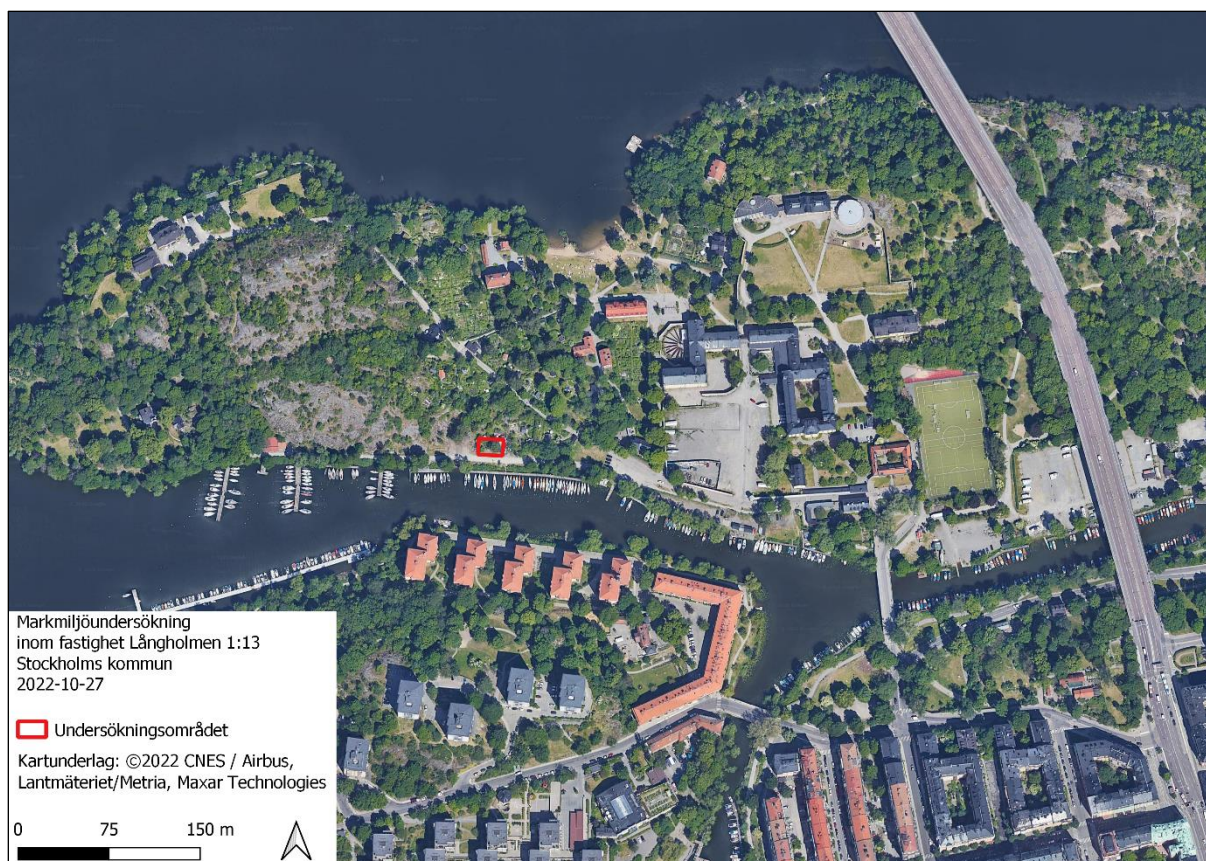 Markmiljöundersökning
inom fastighet Långholmen 1:13
Stockholms kommun
2022-10-27
Undersökningsområdet
Kartunderlag: ©2022 CNES / Airbus,
Lantmäteriet/Metria, Maxar Technologies
0 75 150 m